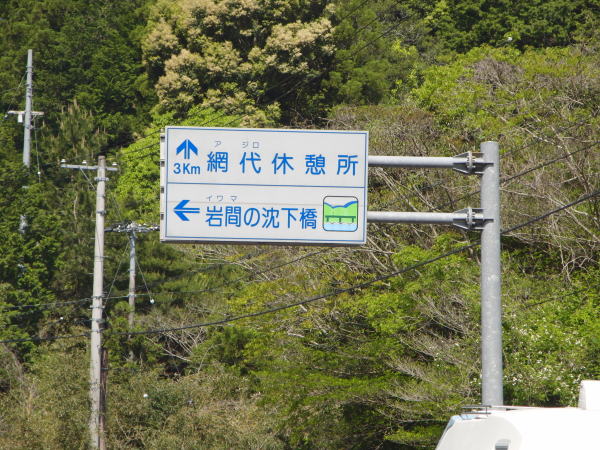 アジロ
3Km 網代休憩所
イワマ
岩間の沈下橋